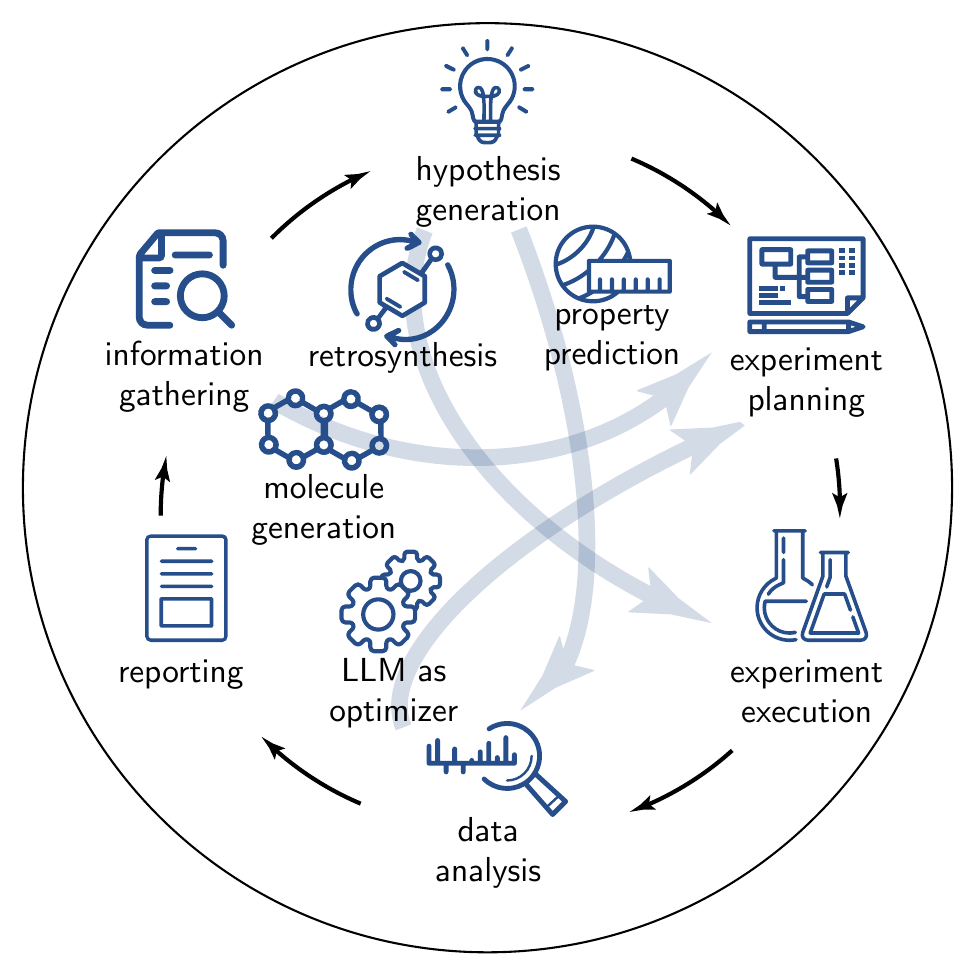 hypothesis
generation
information
gathering
retrosynthesis
property
prediction
experiment
planning
molecule
generation
reporting
LLM as
optimizer
experiment
execution
data
analysis